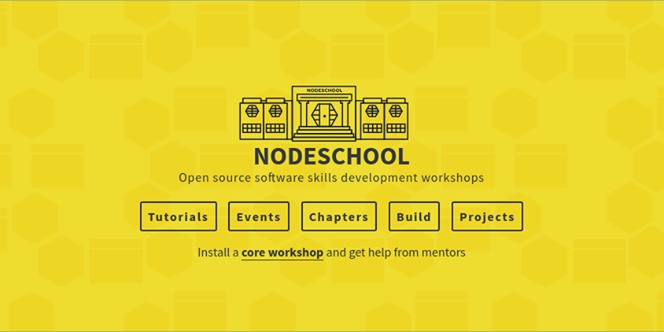 NODESCHOOL
NODESCHOOL
Open source software skills development workshops
Tutorials Events Chapters Build Projects
Install a core workshop and get help from mentors